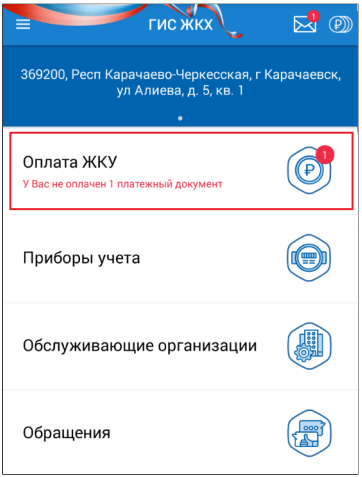 ГИС ЖКХ
1
369200, Респ Карачаево-Черкесская, г Карачаевск,
ул Алиева, д. 5, кв. 1
Оплата ЖКУ
1
У Вас не оплачен 1 платежный документ
Приборы учета
Обслуживающие организации
Обращения